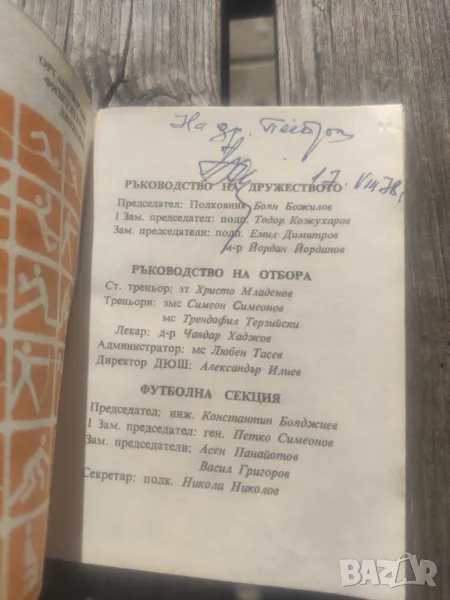 На др. Петров
17. VIII 78 г.
РЪКОВОДСТВО НА ДРУЖЕСТВОТО
Председател: Полковник Боян Божилов
I Зам. председател: подп. Тодор Кожухаров
Зам. председатели: подп. Емил Димитров
м-р Йордан Йорданов
РЪКОВОДСТВО НА ОТБОРА
Ст. треньор: зт Христо Младенов
Треньори: змс Симеон Симеонов
мс Трендафил Терзийски
Лекар: д-р Чавдар Хаджов
Администратор: мс Любен Тасев
Директор ДЮШ: Александър Илиев
ФУТБОЛНА СЕКЦИЯ
Председател: инж. Константин Бояджиев
I Зам. председател: ген. Петко Симеонов
Зам. председатели: Асен Панайотов
Васил Григоров
Секретар: полк. Никола Николов
BAZAR